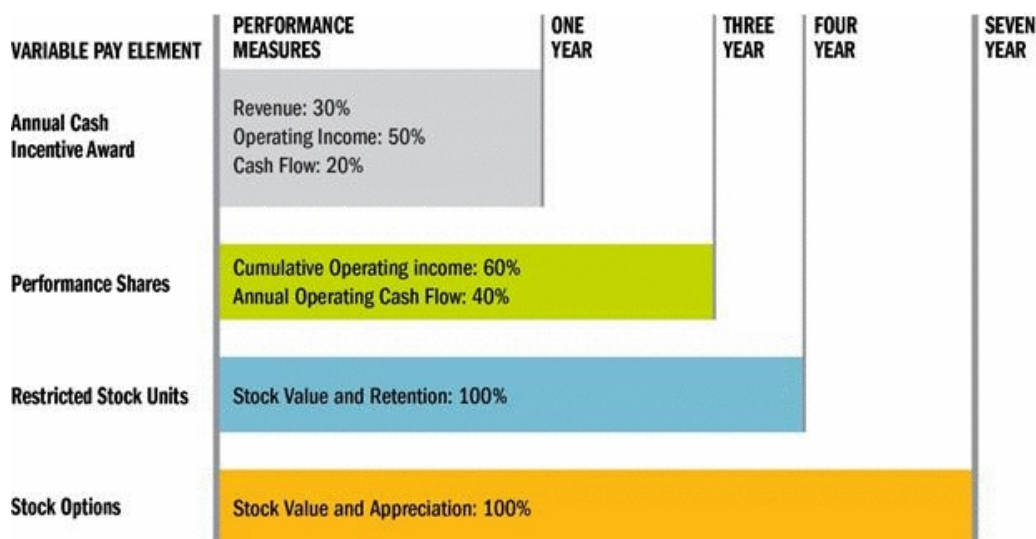 VARIABLE PAY ELEMENT
PERFORMANCE
MEASURES
ONE
YEAR
THREE
YEAR
FOUR
YEAR
SEVEN
YEAR
Annual Cash
Incentive Award
Revenue: 30%
Operating Income: 50%
Cash Flow: 20%
Performance Shares
Cumulative Operating income: 60%
Annual Operating Cash Flow: 40%
Restricted Stock Units
Stock Value and Retention: 100%
Stock Options
Stock Value and Appreciation: 100%